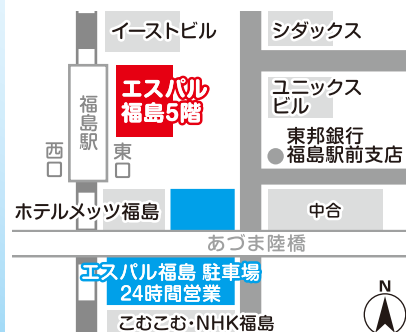 イーストビル
シダックス
エスパル
福島5階
ユニックス
ビル
福島駅
西口
東口
東邦銀行
福島駅前支店
ホテルメッツ福島
中合
あづま陸橋
エスパル福島 駐車場
24時間営業
N
こむこむ・NHK福島